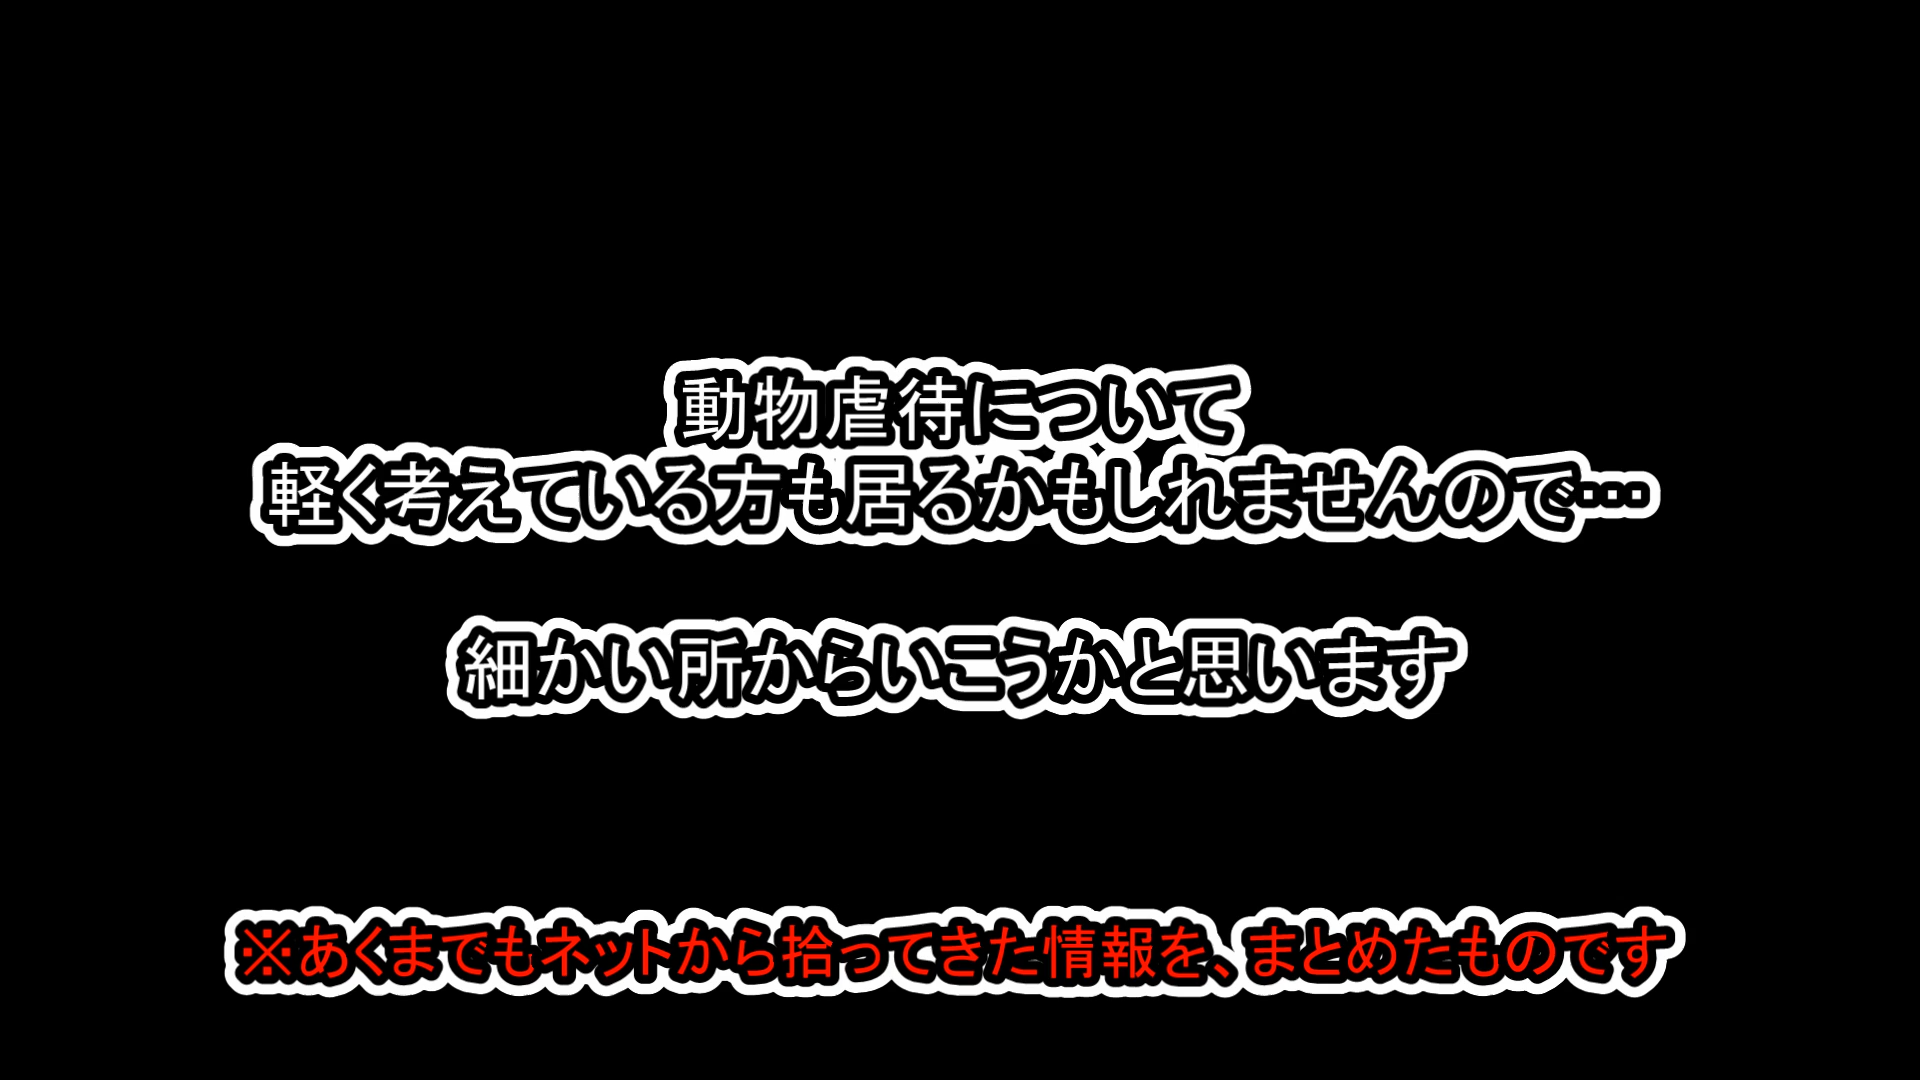 動物虐待について
軽く考えている方も居るかもしれませんので…
細かい所からいこうかと思います
※あくまでもネットから拾ってきた情報を、まとめたものです